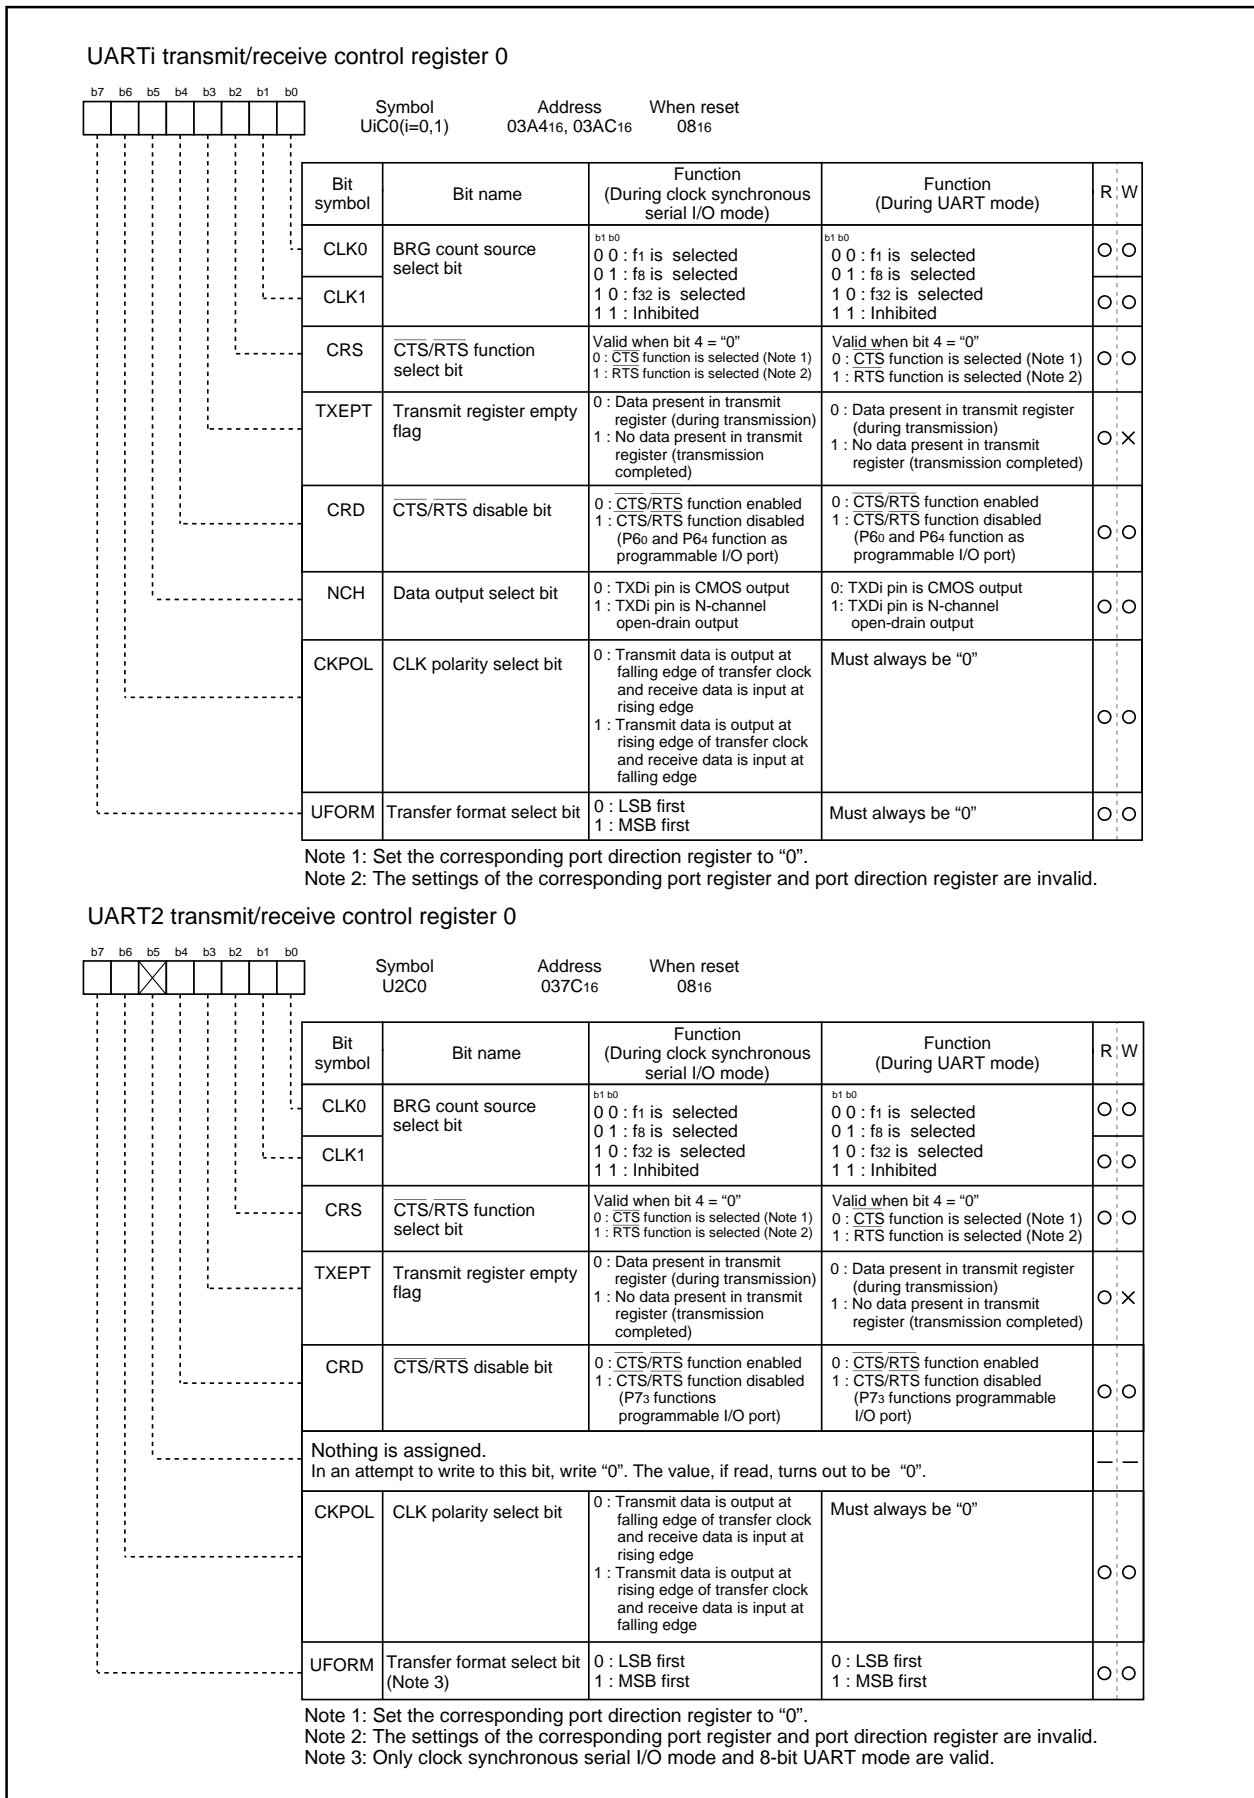 UARTi transmit/receive control register 0
b7 b6 b5 b4 b3 b2 b1 b0
Symbol Address When reset
UiC0(i=0,1) 03A416, 03AC16 0816
Bit symbol
Bit name
Function
(During clock synchronous
serial I/O mode)
Function
(During UART mode)
R W
CLK0
CLK1
BRG count source
select bit
b1 b0
0 0 : f1 is selected
0 1 : f8 is selected
1 0 : f32 is selected
1 1 : Inhibited
b1 b0
0 0 : f1 is selected
0 1 : f8 is selected
1 0 : f32 is selected
1 1 : Inhibited
CRS
CTS/RTS function
select bit
Valid when bit 4 = “0”
0 : CTS function is selected (Note 1)
1 : RTS function is selected (Note 2)
Valid when bit 4 = “0”
0 : CTS function is selected (Note 1)
1 : RTS function is selected (Note 2)
TXEPT
Transmit register empty
flag
0 : Data present in transmit
register (during transmission)
1 : No data present in transmit
register (transmission
completed)
0 : Data present in transmit register
(during transmission)
1 : No data present in transmit
register (transmission completed)
CRD
CTS/RTS disable bit
0 : CTS/RTS function enabled
1 : CTS/RTS function disabled
(P60 and P64 function as
programmable I/O port)
0 : CTS/RTS function enabled
1 : CTS/RTS function disabled
(P60 and P64 function as
programmable I/O port)
NCH
Data output select bit
0 : TXDi pin is CMOS output
1 : TXDi pin is N-channel
open-drain output
0: TXDi pin is CMOS output
1: TXDi pin is N-channel
open-drain output
CKPOL
CLK polarity select bit
0 : Transmit data is output at
falling edge of transfer clock
and receive data is input at
rising edge
1 : Transmit data is output at
rising edge of transfer clock
and receive data is input at
falling edge
Must always be “0”
UFORM
Transfer format select bit
0 : LSB first
1 : MSB first
Must always be “0”
Note 1: Set the corresponding port direction register to “0”.
Note 2: The settings of the corresponding port register and port direction register are invalid.
UART2 transmit/receive control register 0
b7 b6 b5 b4 b3 b2 b1 b0
Symbol Address When reset
U2C0 037C16 0816
Bit symbol
Bit name
Function
(During clock synchronous
serial I/O mode)
Function
(During UART mode)
R W
CLK0
CLK1
BRG count source
select bit
b1 b0
0 0 : f1 is selected
0 1 : f8 is selected
1 0 : f32 is selected
1 1 : Inhibited
b1 b0
0 0 : f1 is selected
0 1 : f8 is selected
1 0 : f32 is selected
1 1 : Inhibited
CRS
CTS/RTS function
select bit
Valid when bit 4 = “0”
0 : CTS function is selected (Note 1)
1 : RTS function is selected (Note 2)
Valid when bit 4 = “0”
0 : CTS function is selected (Note 1)
1 : RTS function is selected (Note 2)
TXEPT
Transmit register empty
flag
0 : Data present in transmit
register (during transmission)
1 : No data present in transmit
register (transmission
completed)
0 : Data present in transmit register
(during transmission)
1 : No data present in transmit
register (transmission completed)
CRD
CTS/RTS disable bit
0 : CTS/RTS function enabled
1 : CTS/RTS function disabled
(P73 functions
programmable I/O port)
0 : CTS/RTS function enabled
1 : CTS/RTS function disabled
(P73 functions programmable
I/O port)
Nothing is assigned.
In an attempt to write to this bit, write “0”. The value, if read, turns out to be “0”.
CKPOL
CLK polarity select bit
0 : Transmit data is output at
falling edge of transfer clock
and receive data is input at
rising edge
1 : Transmit data is output at
rising edge of transfer clock
and receive data is input at
falling edge
Must always be “0”
UFORM
Transfer format select bit
(Note 3)
0 : LSB first
1 : MSB first
0 : LSB first
1 : MSB first
Note 1: Set the corresponding port direction register to “0”.
Note 2: The settings of the corresponding port register and port direction register are invalid.
Note 3: Only clock synchronous serial I/O mode and 8-bit UART mode are valid.